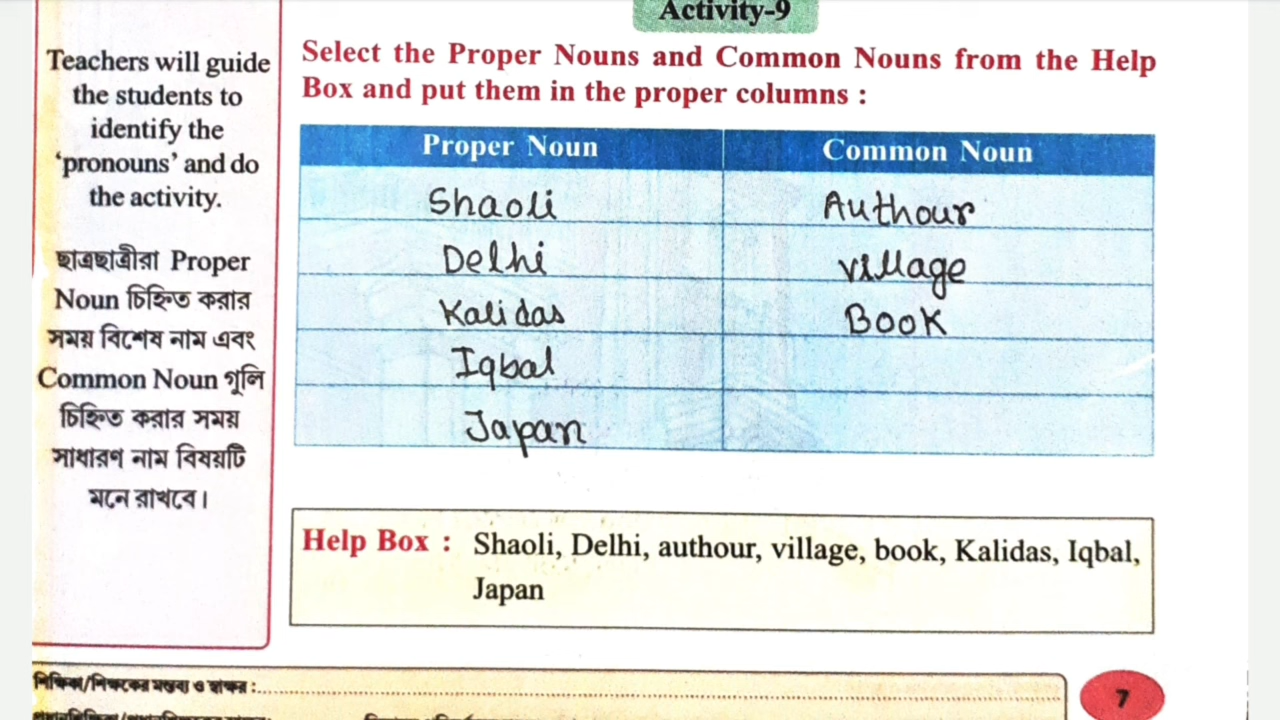 Activity-9
Teachers will guide
the students to
identify the
‘pronouns’ and do
the activity.
ছাত্রছাত্রীরা Proper
Noun চিহ্নিত করার
সময় বিশেষ নাম এবং
Common Noun গুলি
চিহ্নিত করার সময়
সাধারণ নাম বিষয়টি
মনে রাখবে।
Select the Proper Nouns and Common Nouns from the Help
Box and put them in the proper columns :
Proper Noun Common Noun
Shaoli Authour
Delhi village
Kalidas Book
Iqbal
Japan
Help Box : Shaoli, Delhi, authour, village, book, Kalidas, Iqbal,
Japan
শিক্ষিকা/শিক্ষকের মন্তব্য ও স্বাক্ষর :
7